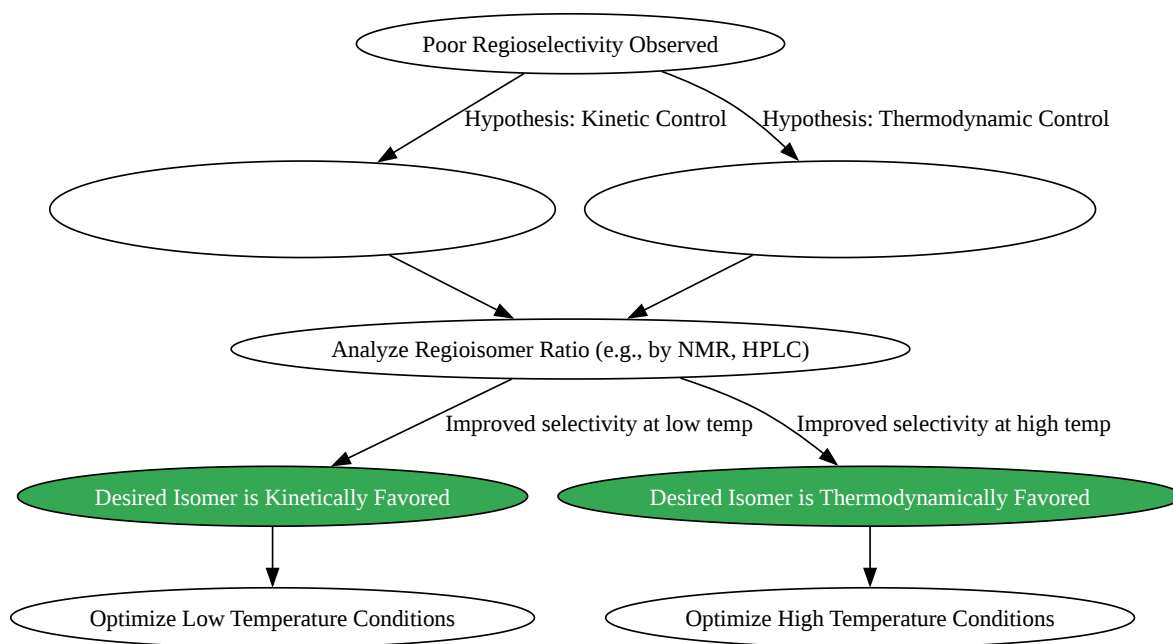 Poor Regioselectivity Observed
Hypothesis: Kinetic Control
Hypothesis: Thermodynamic Control
Analyze Regioisomer Ratio (e.g., by NMR, HPLC)
Improved selectivity at low temp
Improved selectivity at high temp
Desired Isomer is Kinetically Favored
Desired Isomer is Thermodynamically Favored
Optimize Low Temperature Conditions
Optimize High Temperature Conditions